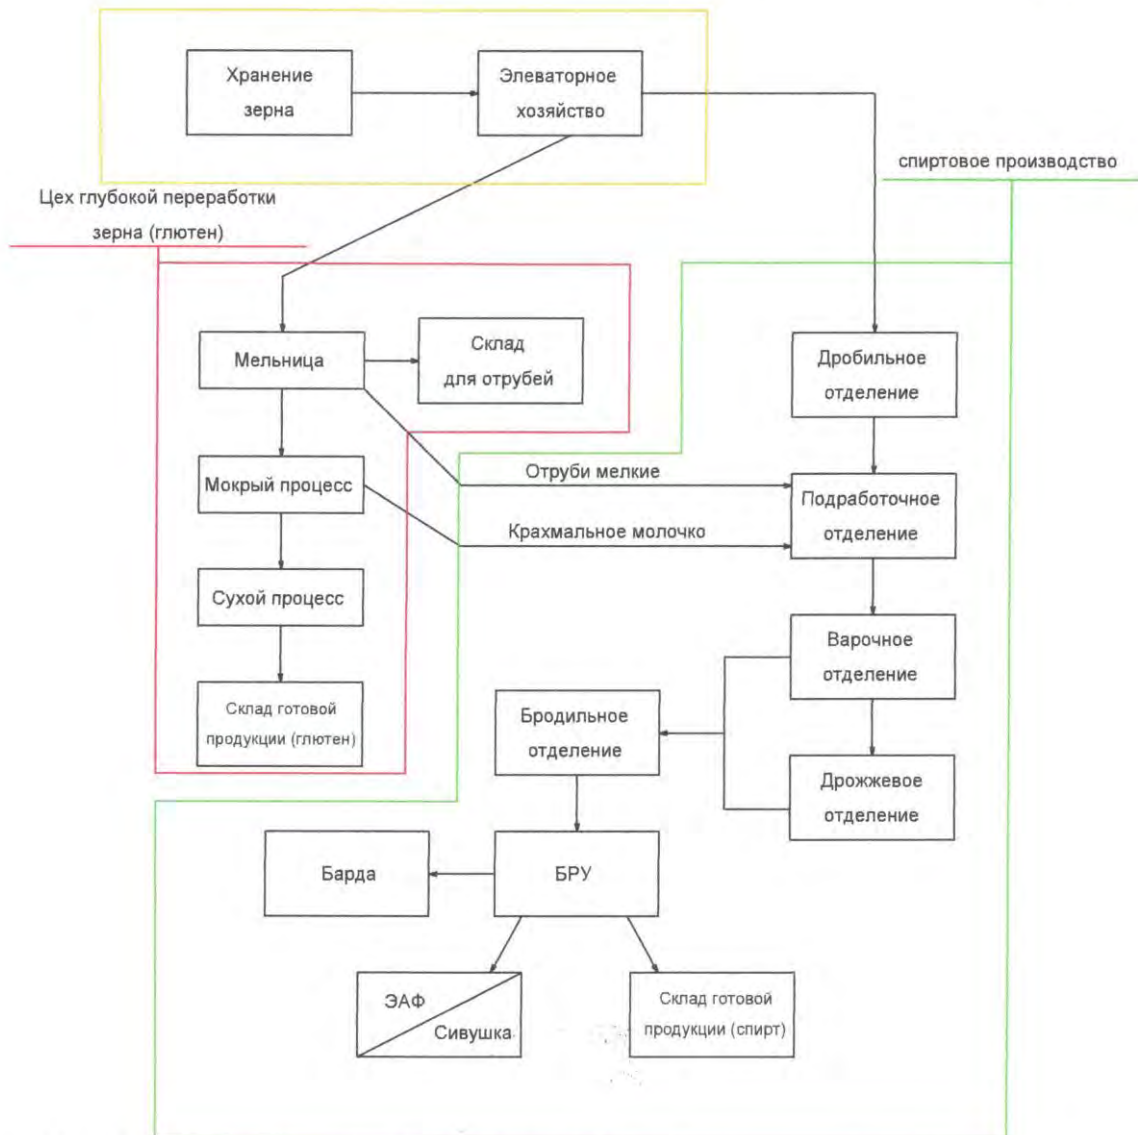 Хранение
зерна
Элеваторное
хозяйство
спиртовое производство
Цех глубокой переработки
зерна (глютен)
Мельница
Склад
для отрубей
Дробильное
отделение
Мокрый процесс
Отруби мелкие
Крахмальное молочко
Подработочное
отделение
Сухой процесс
Варочное
отделение
Склад готовой
продукции (глютен)
Бродильное
отделение
Дрожжевое
отделение
Барда
БРУ
ЭАФ
Сивушка
Склад готовой
продукции (спирт)